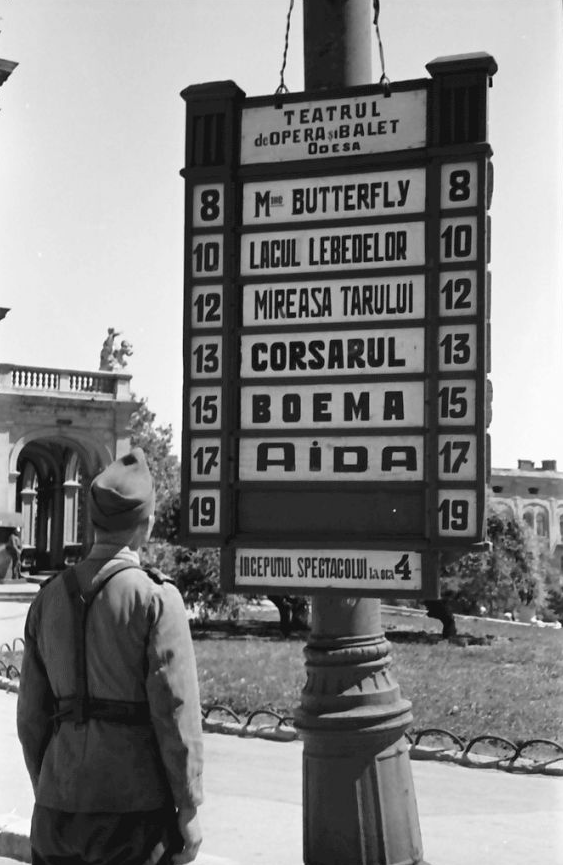 TEATRUL
de OPERA și BALET
ODESA
8 Mme BUTTERFLY 8
10 LACUL LEBEDELOR 10
12 MIREASA TARULUI 12
13 CORSARUL 13
15 BOEMA 15
17 AiDA 17
19 19
INCEPUTUL SPECTACOLUI la ora 4